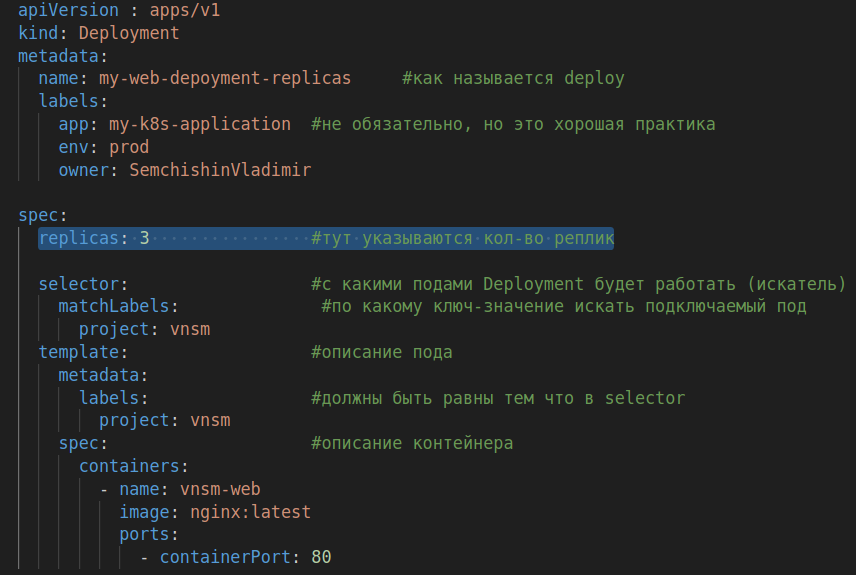 apiVersion : apps/v1
kind: Deployment
metadata:
  name: my-web-depoyment-replicas     #как называется deploy
  labels:
    app: my-k8s-application  #не обязательно, но это хорошая практика
    env: prod
    owner: SemchishinVladimir

spec:
  replicas: 3                #тут указываются кол-во реплик

  selector:                  #с какими подами Deployment будет работать (искатель)
    matchLabels:              #по какому ключ-значение искать подключаемый под
      project: vnsm
  template:                  #описание пода
    metadata:
      labels:                #должны быть равны тем что в selector
        project: vnsm
    spec:                    #описание контейнера
      containers:
        - name: vnsm-web
          image: nginx:latest
          ports:
            - containerPort: 80